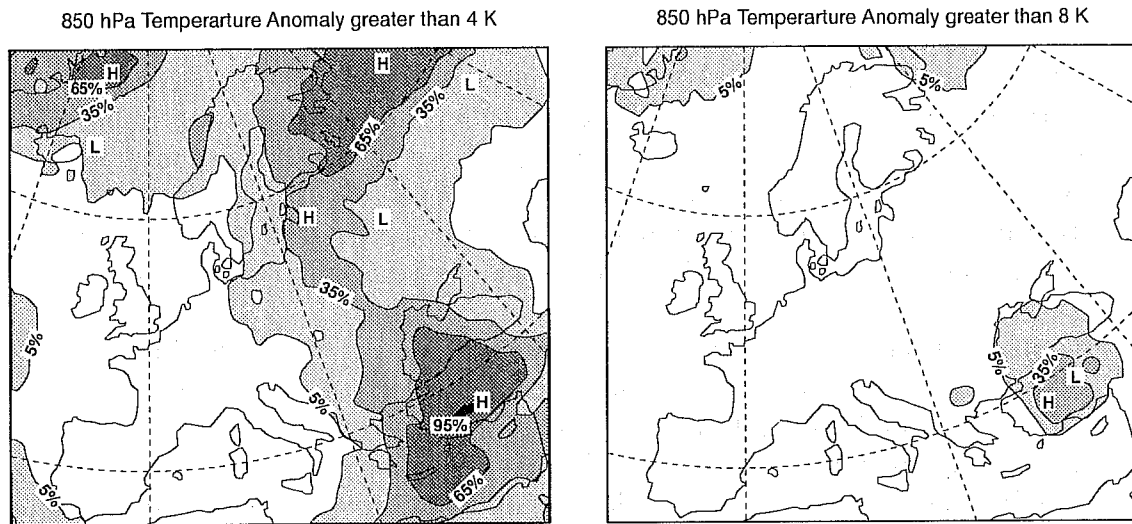 850 hPa Temperarture Anomaly greater than 4 K
H
65%
35%
L
H
L
35%
65%
H
L
35%
5%
5%
H
95%
65%
5%
850 hPa Temperarture Anomaly greater than 8 K
5%
5%
5%
35%
L
H